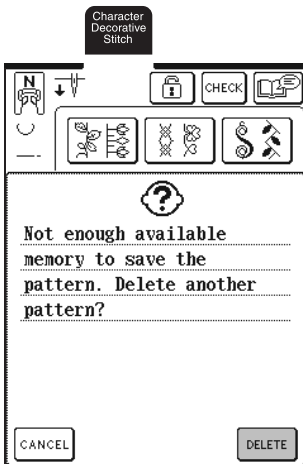 Character
Decorative
Stitch
N
CHECK
Not enough available
memory to save the
pattern. Delete another
pattern?
CANCEL
DELETE